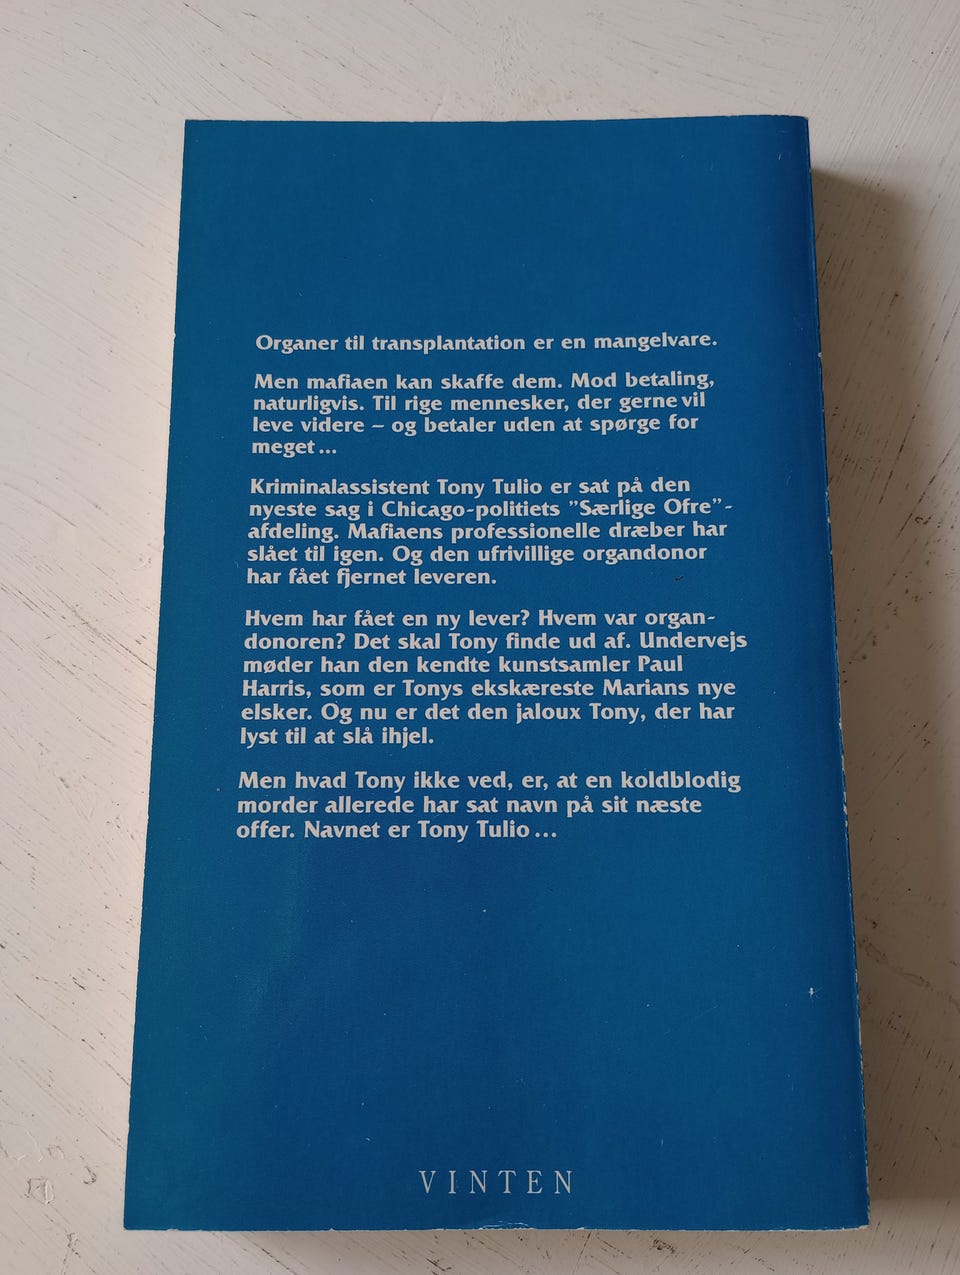 Organer til transplantation er en mangelvare.
Men mafiaen kan skaffe dem. Mod betaling,
naturligvis. Til rige mennesker, der gerne vil
leve videre – og betaler uden at spørge for
meget...
Kriminalassistent Tony Tulio er sat på den
nyeste sag i Chicago-politiets ”Særlige Ofre”-
afdeling. Mafiaens professionelle dræber har
slået til igen. Og den ufrivillige organdonor
har fået fjernet leveren.
Hvem har fået en ny lever? Hvem var organ-
donoren? Det skal Tony finde ud af. Undervejs
møder han den kendte kunstsamler Paul
Harris, som er Tonys ekskæreste Marians nye
elsker. Og nu er det den jaloux Tony, der har
lyst til at slå ihjel.
Men hvad Tony ikke ved, er, at en koldblodig
morder allerede har sat navn på sit næste
offer. Navnet er Tony Tulio...
VINTEN